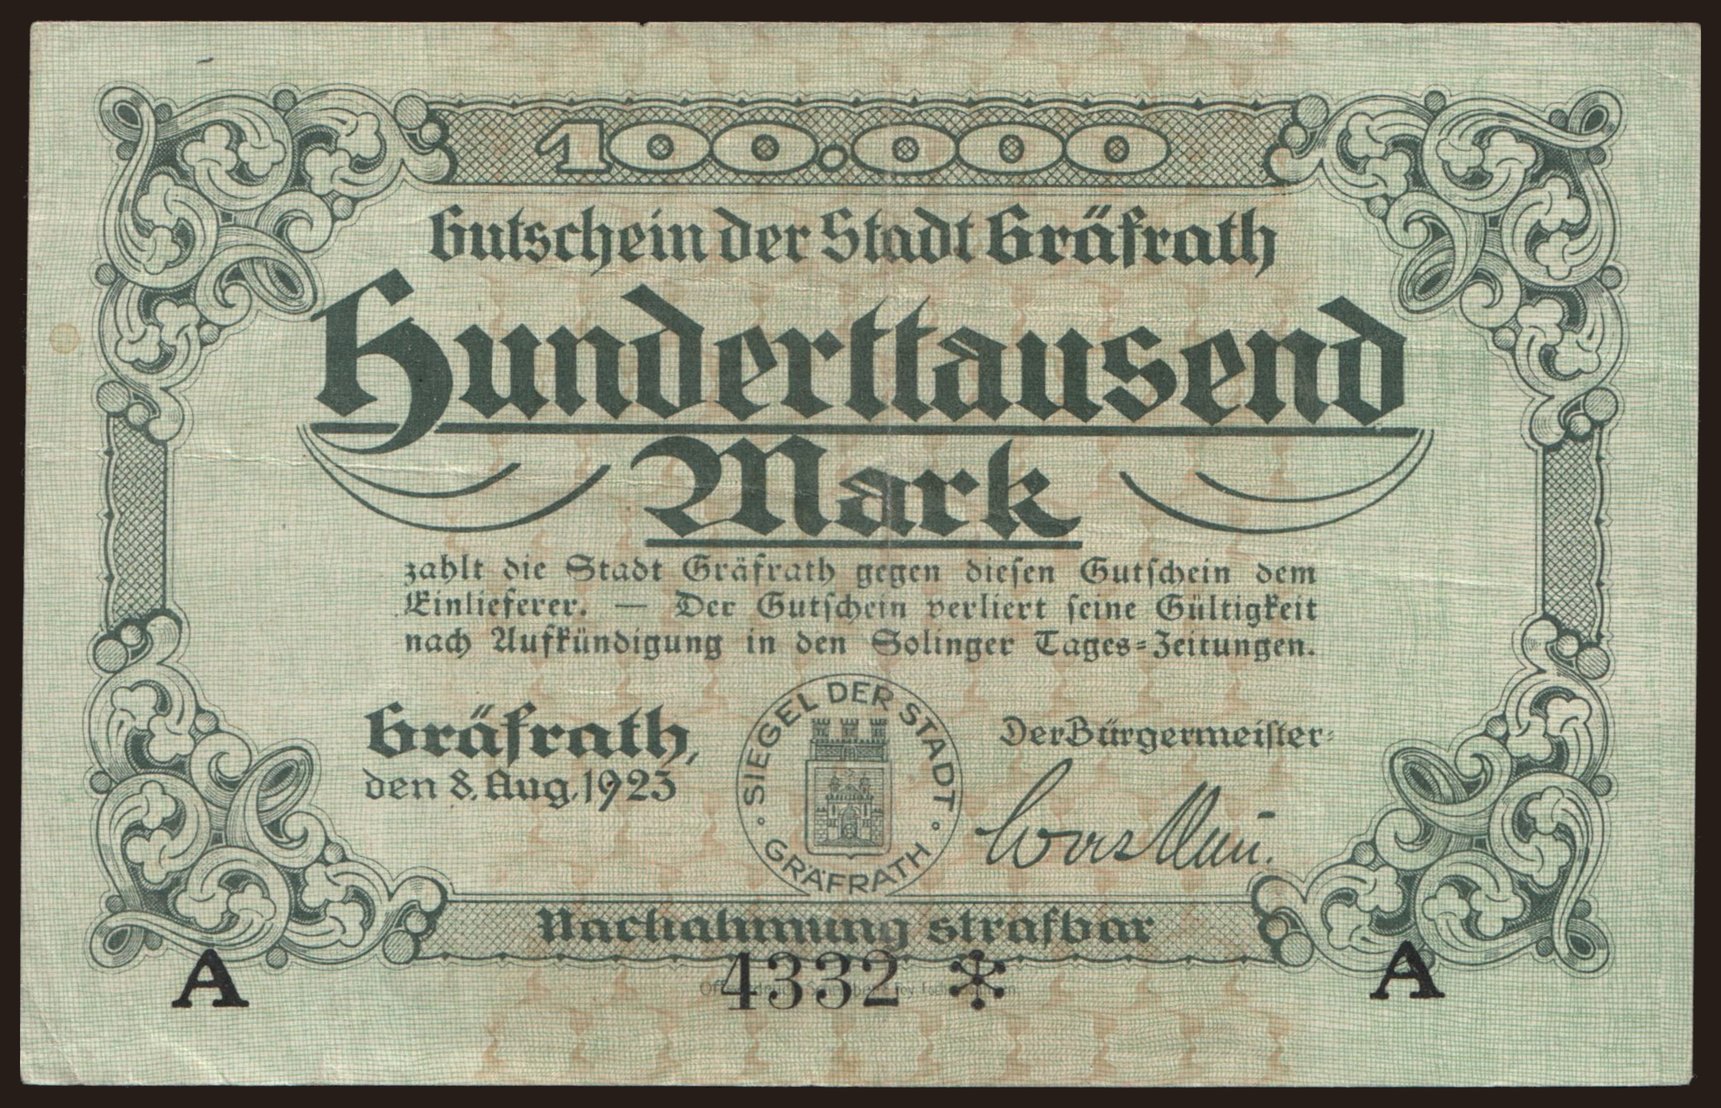 100.000
Gutschein der Stadt Gräfrath
Hunderttausend
Mark
zahlt die Stadt Gräfrath gegen diesen Gutschein dem
Einlieferer. — Der Gutschein verliert seine Gültigkeit
nach Aufkündigung in den Solinger Tages-Zeitungen.
Gräfrath,
den 8. Aug. 1923
SIEGEL DER STADT
GRÄFRATH
Der Bürgermeister:
Nachahmung strafbar
A
4332 *
A